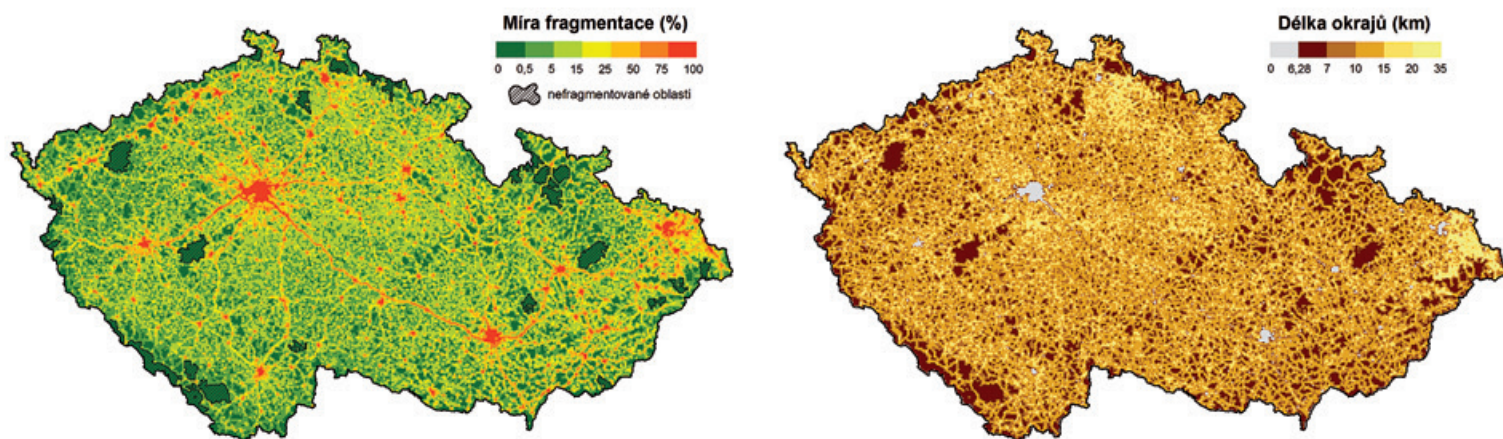 Míra fragmentace (%)
0 0,5 5 15 25 50 75 100
nefragmentované oblasti
Délka okrajů (km)
0 6,28 7 10 15 20 35